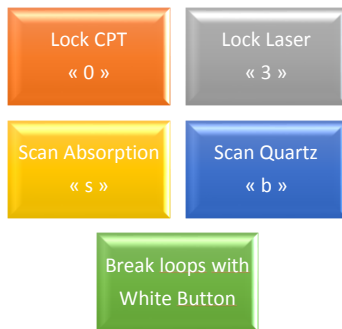 Lock CPT
« 0 »
Lock Laser
« 3 »
Scan Absorption
« s »
Scan Quartz
« b »
Break loops with
White Button